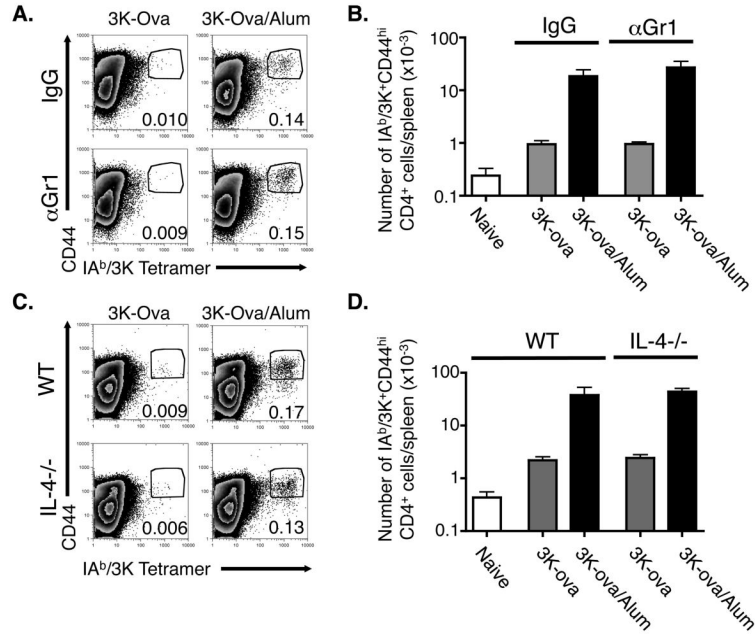 A.
3K-Ova 3K-Ova/Alum
IgG
0.010 0.14
αGr1
0.009 0.15
CD44
IAᵇ/3K Tetramer
B.
Number of IAᵇ/3K⁺CD44ʰⁱ
CD4⁺ cells/spleen (x10⁻³)
IgG αGr1
100
10
1
0.1
Naive
3K-ova
3K-ova/Alum
3K-ova
3K-ova/Alum
C.
3K-Ova 3K-Ova/Alum
WT
0.009 0.17
IL-4-/-
0.006 0.13
CD44
IAᵇ/3K Tetramer
D.
Number of IAᵇ/3K⁺CD44ʰⁱ
CD4⁺ cells/spleen (x10⁻³)
WT IL-4-/-
100
10
1
0.1
Naive
3K-ova
3K-ova/Alum
3K-ova
3K-ova/Alum